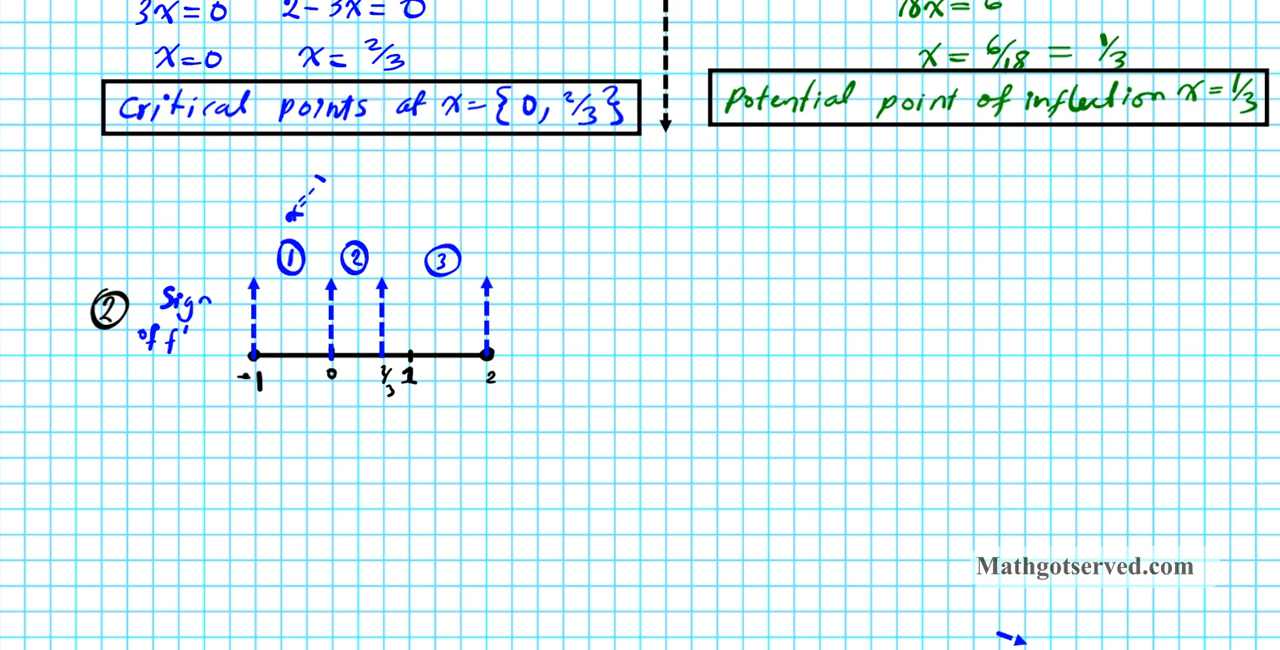 3x=0 2-3x=0
x=0 x=2/3
Critical points at x={0, 2/3}
18x=6
x=6/18=1/3
Potential point of inflection x=1/3
① ② ③
② Sign
of f'
-1 0 2/3 1 2
Mathgotserved.com